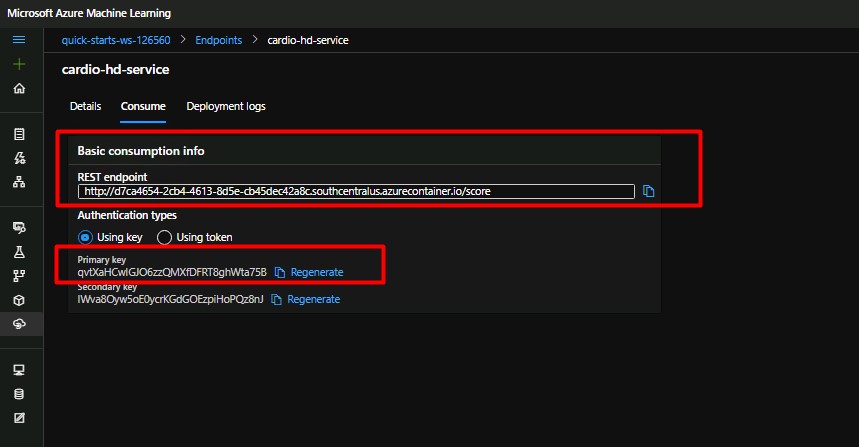 Microsoft Azure Machine Learning
quick-starts-ws-126560 > Endpoints > cardio-hd-service
cardio-hd-service
Details Consume Deployment logs
Basic consumption info
REST endpoint
http://d7ca4654-2cb4-4613-8d5e-cb45dec42a8c.southcentralus.azurecontainer.io/score
Authentication types
Using key Using token
Primary key
qvtXaHCwIGJO6zzQMXfDFRT8ghWta75B Regenerate
Secondary key
IWva8Oyw5oE0ycrKGdGOEzpiHoPQz8nJ Regenerate